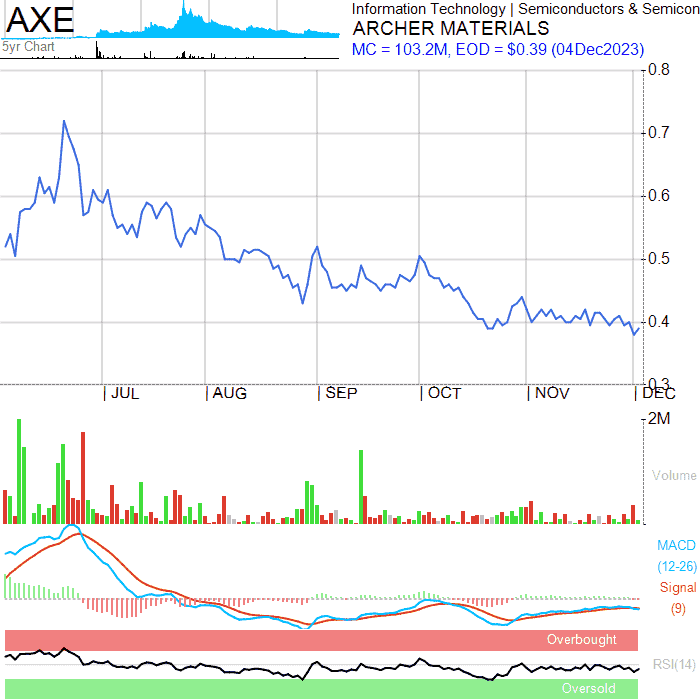 AXE
5yr Chart
Information Technology | Semiconductors & Semicon
ARCHER MATERIALS
MC = 103.2M, EOD = $0.39 (04Dec2023)
0.8
0.7
0.6
0.5
0.4
0.3
| JUL | AUG | SEP | OCT | NOV | DEC
2M
Volume
MACD
(12-26)
Signal
(9)
Overbought
RSI(14)
Oversold